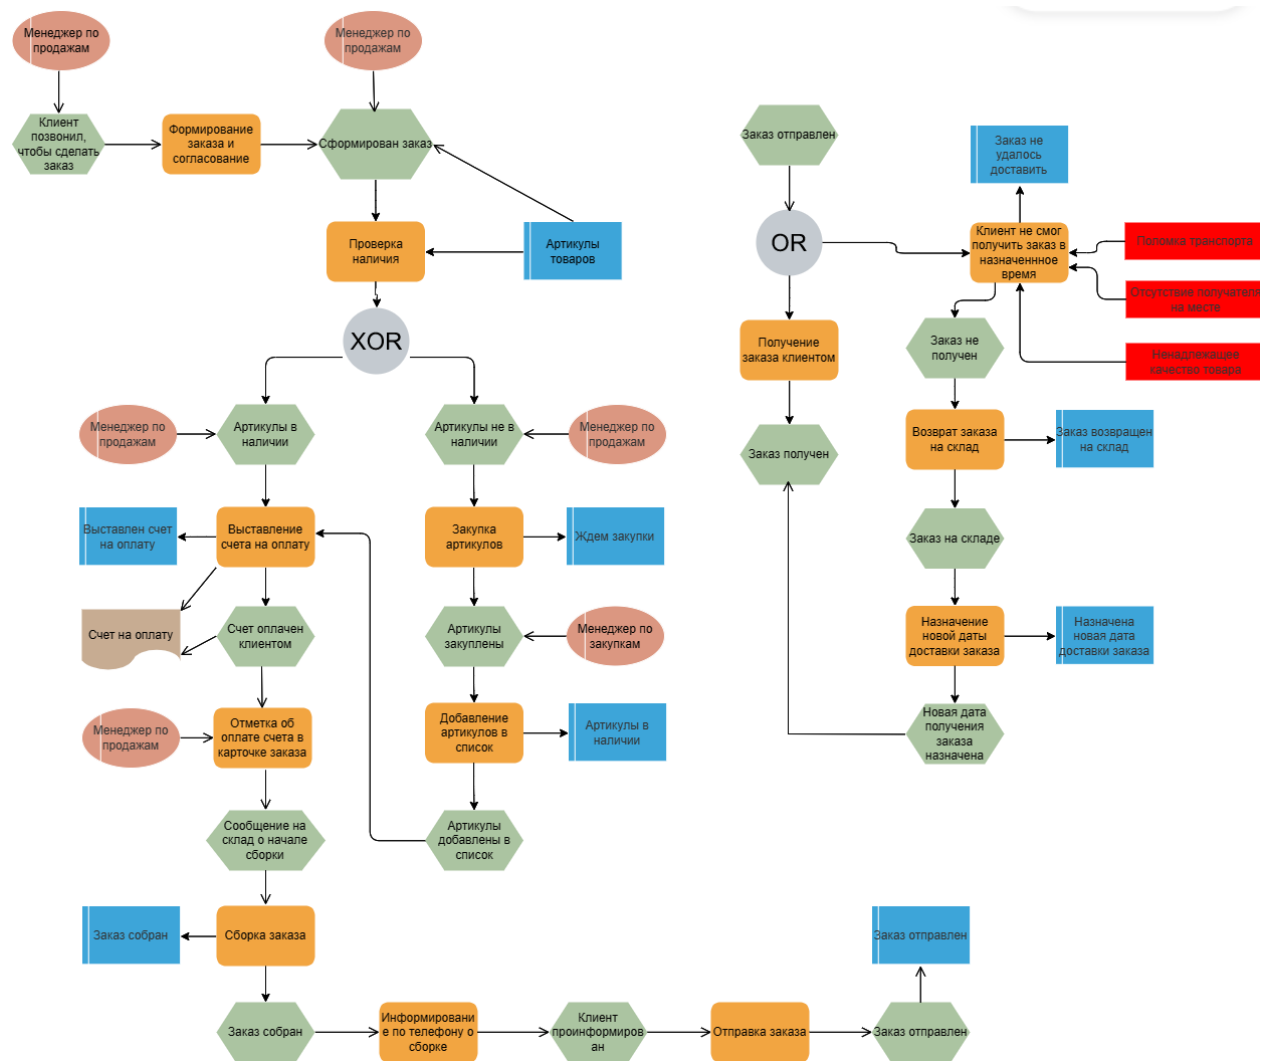 Менеджер по
продажам
Менеджер по
продажам
Клиент
позвонил,
чтобы сделать
заказ
Формирование
заказа и
согласование
Сформирован заказ
Артикулы
товаров
Проверка
наличия
XOR
Менеджер по
продажам
Артикулы в
наличии
Артикулы не в
наличии
Менеджер по
продажам
Выставлен счет
на оплату
Выставление
счета на оплату
Закупка
артикулов
Ждем закупки
Счет на оплату
Счет оплачен
клиентом
Артикулы
закуплены
Менеджер по
закупкам
Менеджер по
продажам
Отметка об
оплате счета в
карточке заказа
Добавление
артикулов в
список
Артикулы в
наличии
Сообщение на
склад о начале
сборки
Артикулы
добавлены в
список
Заказ собран
Сборка заказа
Заказ собран
Информировани
е по телефону о
сборке
Клиент
проинформиров
ан
Отправка заказа
Заказ отправлен
Заказ отправлен
Заказ отправлен
OR
Заказ не
удалось
доставить
Клиент не смог
получить заказ в
назначеннное
время
Поломка транспорта
Отсутствие получателя
на месте
Ненадлежащее
качество товара
Получение
заказа клиентом
Заказ не
получен
Заказ получен
Возврат заказа
на склад
Заказ возвращен
на склад
Заказ на складе
Назначение
новой даты
доставки заказа
Назначена
новая дата
доставки заказа
Новая дата
получения
заказа
назначена